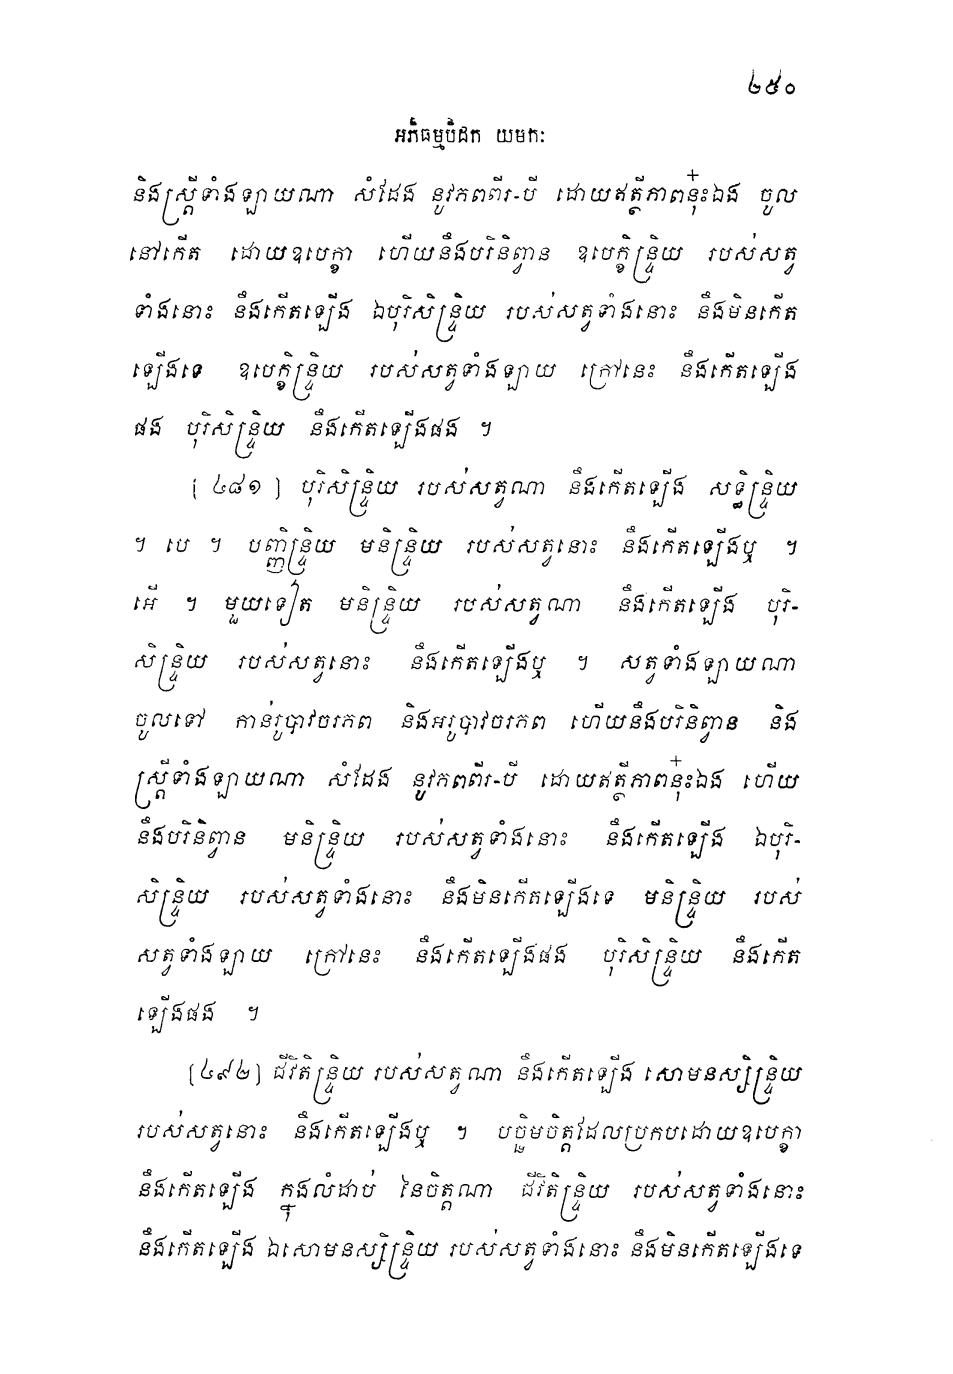 ២៥០
អភិធម្មបិដក យមកៈ
និងស្រ្តីទាំងឡាយណា សំដែង នូវភពពីរ-បី ដោយឥត្ថីភាពនុ៎ះឯង ចូល
នៅកើត ដោយឧបេក្ខា ហើយនឹងបរិនិព្វាន ឧបេក្ខិន្រ្ទិយ របស់សត្វ
ទាំងនោះ នឹងកើតឡើង ឯបុរិសិន្រ្ទិយ របស់សត្វទាំងនោះ នឹងមិនកើត
ឡើងទេ ឧបេក្ខិន្រ្ទិយ របស់សត្វទាំងឡាយ ក្រៅនេះ នឹងកើតឡើង
ផង បុរិសិន្រ្ទិយ នឹងកើតឡើងផង ។
[ ៤៨១ ] បុរិសិន្រ្ទិយ របស់សត្វណា នឹងកើតឡើង សទ្ធិន្រ្ទិយ
។ បេ ។ បញ្ញិន្រ្ទិយ មនិន្រ្ទិយ របស់សត្វនោះ នឹងកើតឡើងឬ ។
អើ ។ មួយទៀត មនិន្រ្ទិយ របស់សត្វណា នឹងកើតឡើង បុរិ-
សិន្រ្ទិយ របស់សត្វនោះ នឹងកើតឡើងឬ ។ សត្វទាំងឡាយណា
ចូលទៅ កាន់រូបាវចរភព និងអរូបាវចរភព ហើយនឹងបរិនិព្វាន និង
ស្រ្តីទាំងឡាយណា សំដែង នូវភពពីរ-បី ដោយឥត្ថីភាពនុ៎ះឯង ហើយ
នឹងបរិនិព្វាន មនិន្រ្ទិយ របស់សត្វទាំងនោះ នឹងកើតឡើង ឯបុរិ-
សិន្រ្ទិយ របស់សត្វទាំងនោះ នឹងមិនកើតឡើងទេ មនិន្រ្ទិយ របស់
សត្វទាំងឡាយ ក្រៅនេះ នឹងកើតឡើងផង បុរិសិន្រ្ទិយ នឹងកើត
ឡើងផង ។
[៤៩២] ជីវិតិន្រ្ទិយ របស់សត្វណា នឹងកើតឡើង សោមនស្សិន្រ្ទិយ
របស់សត្វនោះ នឹងកើតឡើងឬ ។ បច្ឆិមចិត្តដែលប្រកបដោយឧបេក្ខា
នឹងកើតឡើង ក្នុងលំដាប់ នៃចិត្តណា ជីវិតិន្រ្ទិយ របស់សត្វទាំងនោះ
នឹងកើតឡើង ឯសោមនស្សិន្រ្ទិយ របស់សត្វទាំងនោះ នឹងមិនកើតឡើងទេ